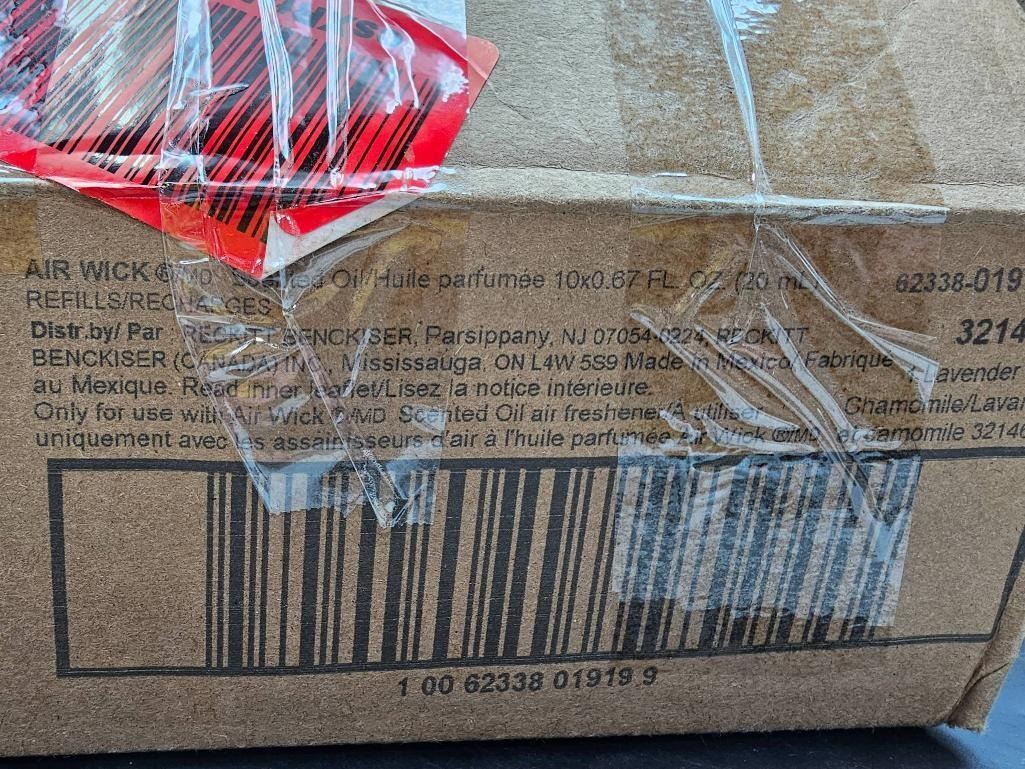 AIR WICK ®/MD Scented Oil/Huile parfumée 10x0.67 FL. OZ. (20 mL) 62338-019
REFILLS/RECHARGES
Distr.by/ Par RECKITT BENCKISER, Parsippany, NJ 07054-0224, RECKITT 3214
BENCKISER (CANADA) INC., Mississauga, ON L4W 5S9 Made in Mexico/Fabriqué Lavender
au Mexique. Read inner leaflet/Lisez la notice intérieure.
Only for use with Air Wick ®/MD Scented Oil air freshener/À utiliser Chamomile/Lavan
uniquement avec les assainisseurs d'air à l'huile parfumée Air Wick ®/MD camomile 32146
1 00 62338 01919 9